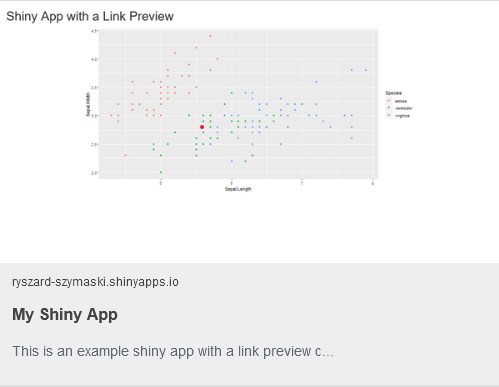 Shiny App with a Link Preview
4.5
4.0
3.5
3.0
2.5
2.0
Sepal.Width
5
6
7
8
Sepal.Length
Species
setosa
versicolor
virginica
ryszard-szymaski.shinyapps.io
My Shiny App
This is an example shiny app with a link preview c...